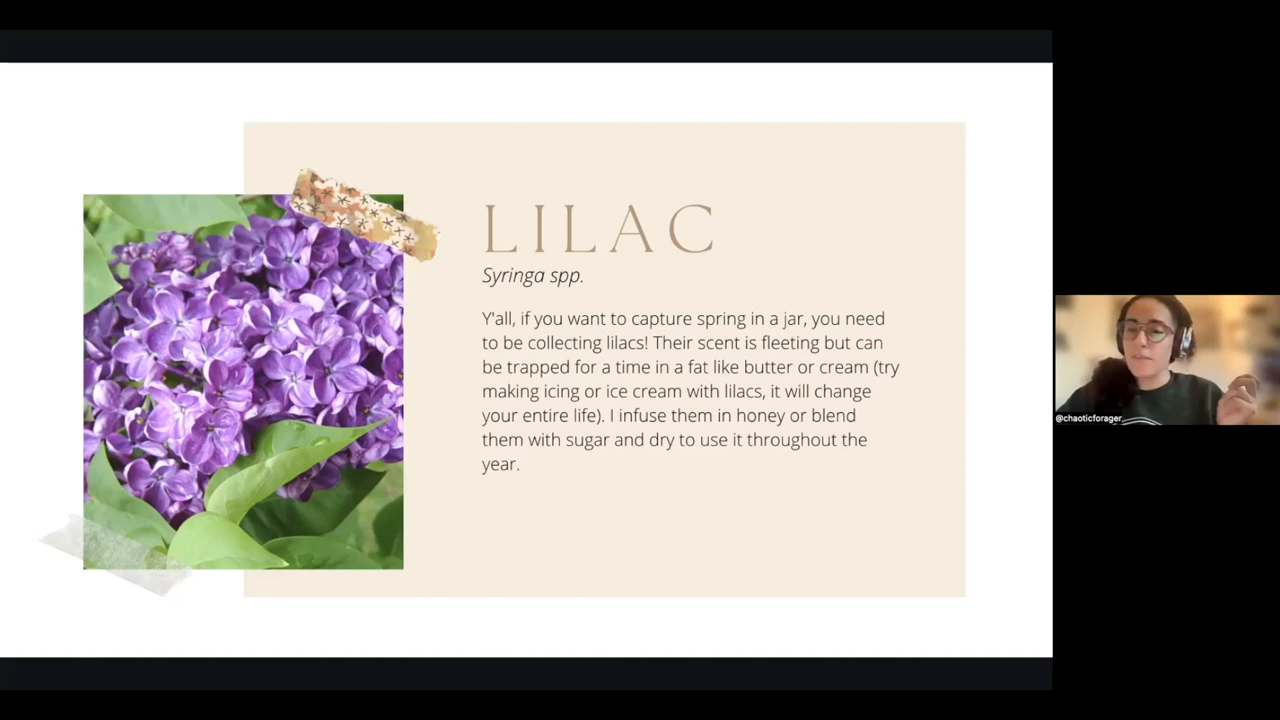 LILAC
Syringa spp.
Y'all, if you want to capture spring in a jar, you need
to be collecting lilacs! Their scent is fleeting but can
be trapped for a time in a fat like butter or cream (try
making icing or ice cream with lilacs, it will change
your entire life). I infuse them in honey or blend
them with sugar and dry to use it throughout the
year.
@chaoticforager